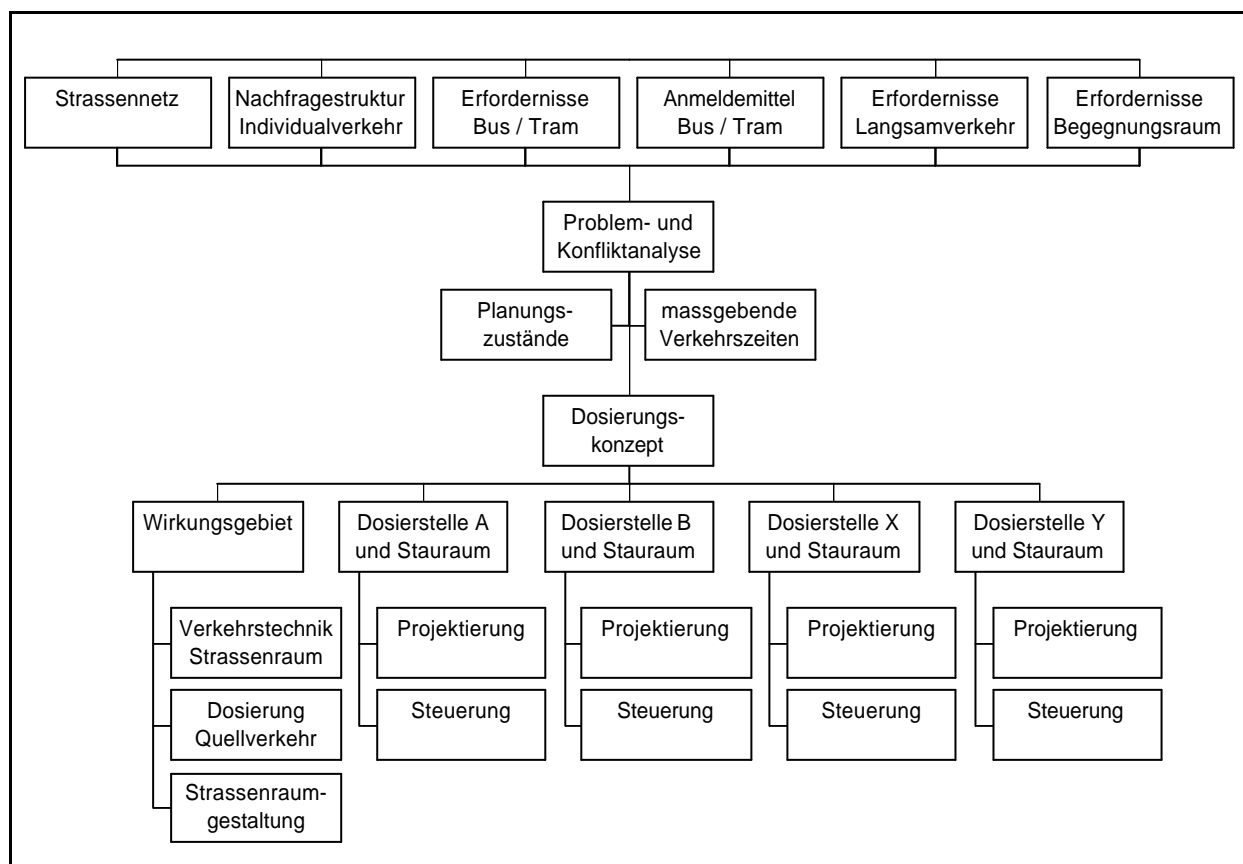 Strassennetz
Nachfragestruktur
Individualverkehr
Erfordernisse
Bus / Tram
Anmeldemittel
Bus / Tram
Erfordernisse
Langsamverkehr
Erfordernisse
Begegnungsraum
Problem- und
Konfliktanalyse
Planungs-
zustände
massgebende
Verkehrszeiten
Dosierungs-
konzept
Wirkungsgebiet
Dosierstelle A
und Stauraum
Dosierstelle B
und Stauraum
Dosierstelle X
und Stauraum
Dosierstelle Y
und Stauraum
Verkehrstechnik
Strassenraum
Projektierung
Projektierung
Projektierung
Projektierung
Dosierung
Quellverkehr
Steuerung
Steuerung
Steuerung
Steuerung
Strassenraum-
gestaltung